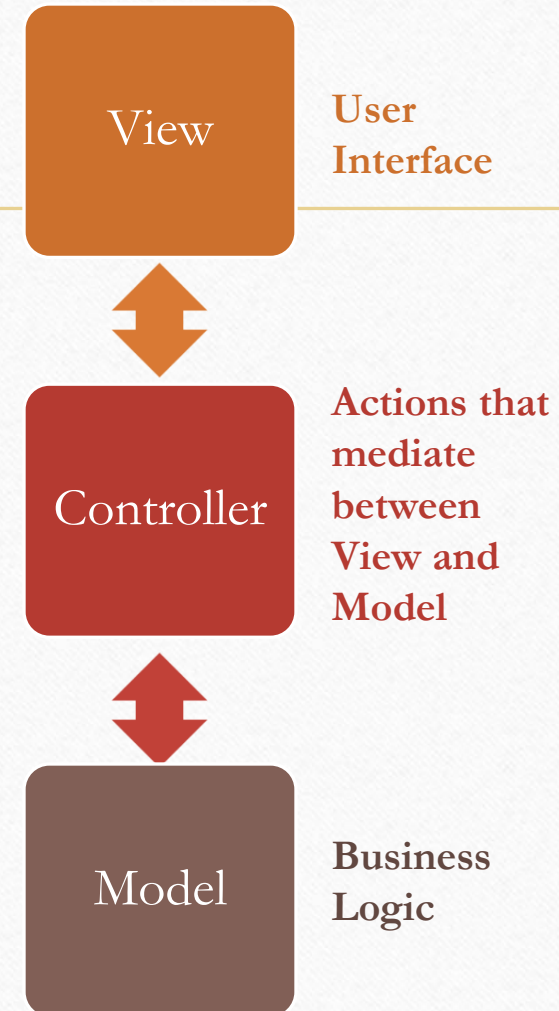 View
User
Interface
Controller
Actions that
mediate
between
View and
Model
Model
Business
Logic